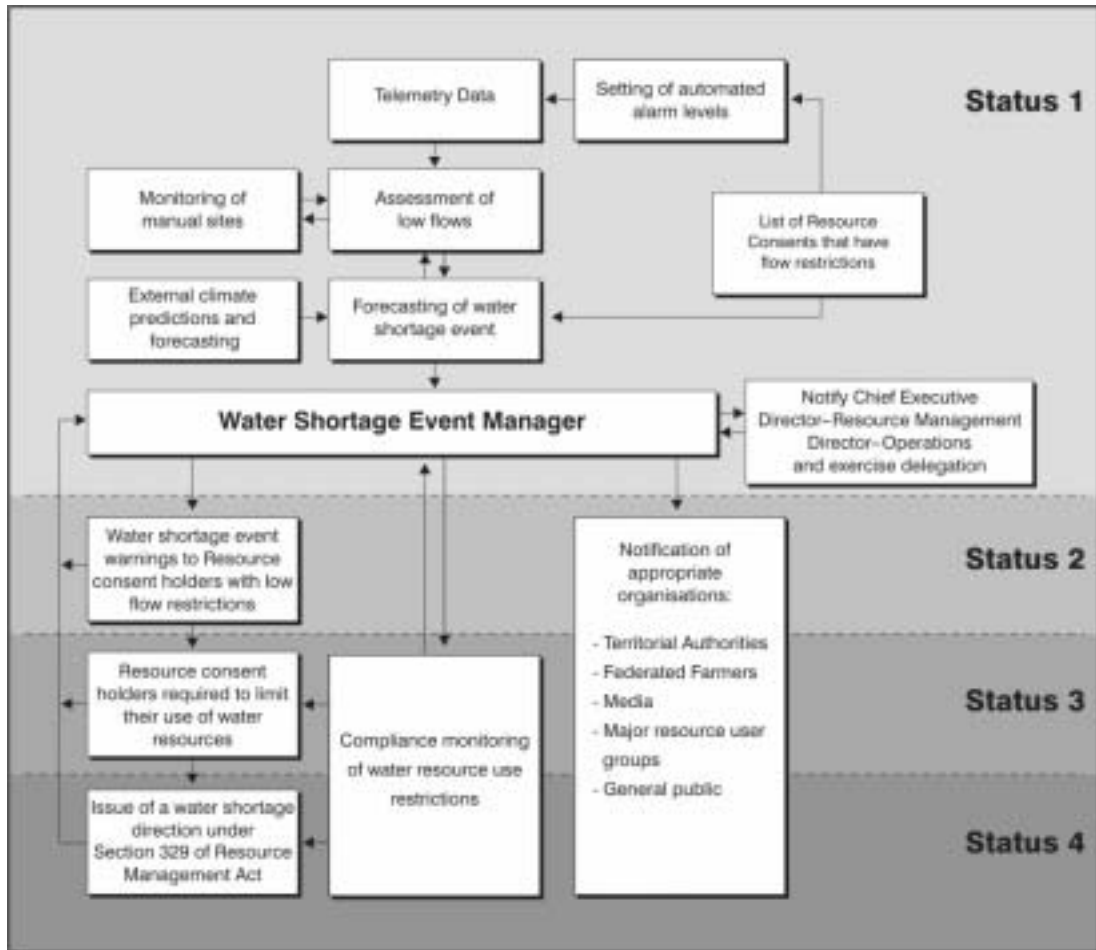 Telemetry Data
Setting of automated
alarm levels
Status 1
Monitoring of
manual sites
Assessment of
low flows
List of Resource
Consents that have
flow restrictions
External climate
predictions and
forecasting
Forecasting of water
shortage event
Water Shortage Event Manager
Notify Chief Executive
Director–Resource Management
Director–Operations
and exercise delegation
Water shortage event
warnings to Resource
consent holders with low
flow restrictions
Notification of
appropriate
organisations:
- Territorial Authorities
- Federated Farmers
- Media
- Major resource user
groups
- General public
Status 2
Resource consent
holders required to limit
their use of water
resources
Compliance monitoring
of water resource use
restrictions
Status 3
Issue of a water shortage
direction under
Section 329 of Resource
Management Act
Status 4